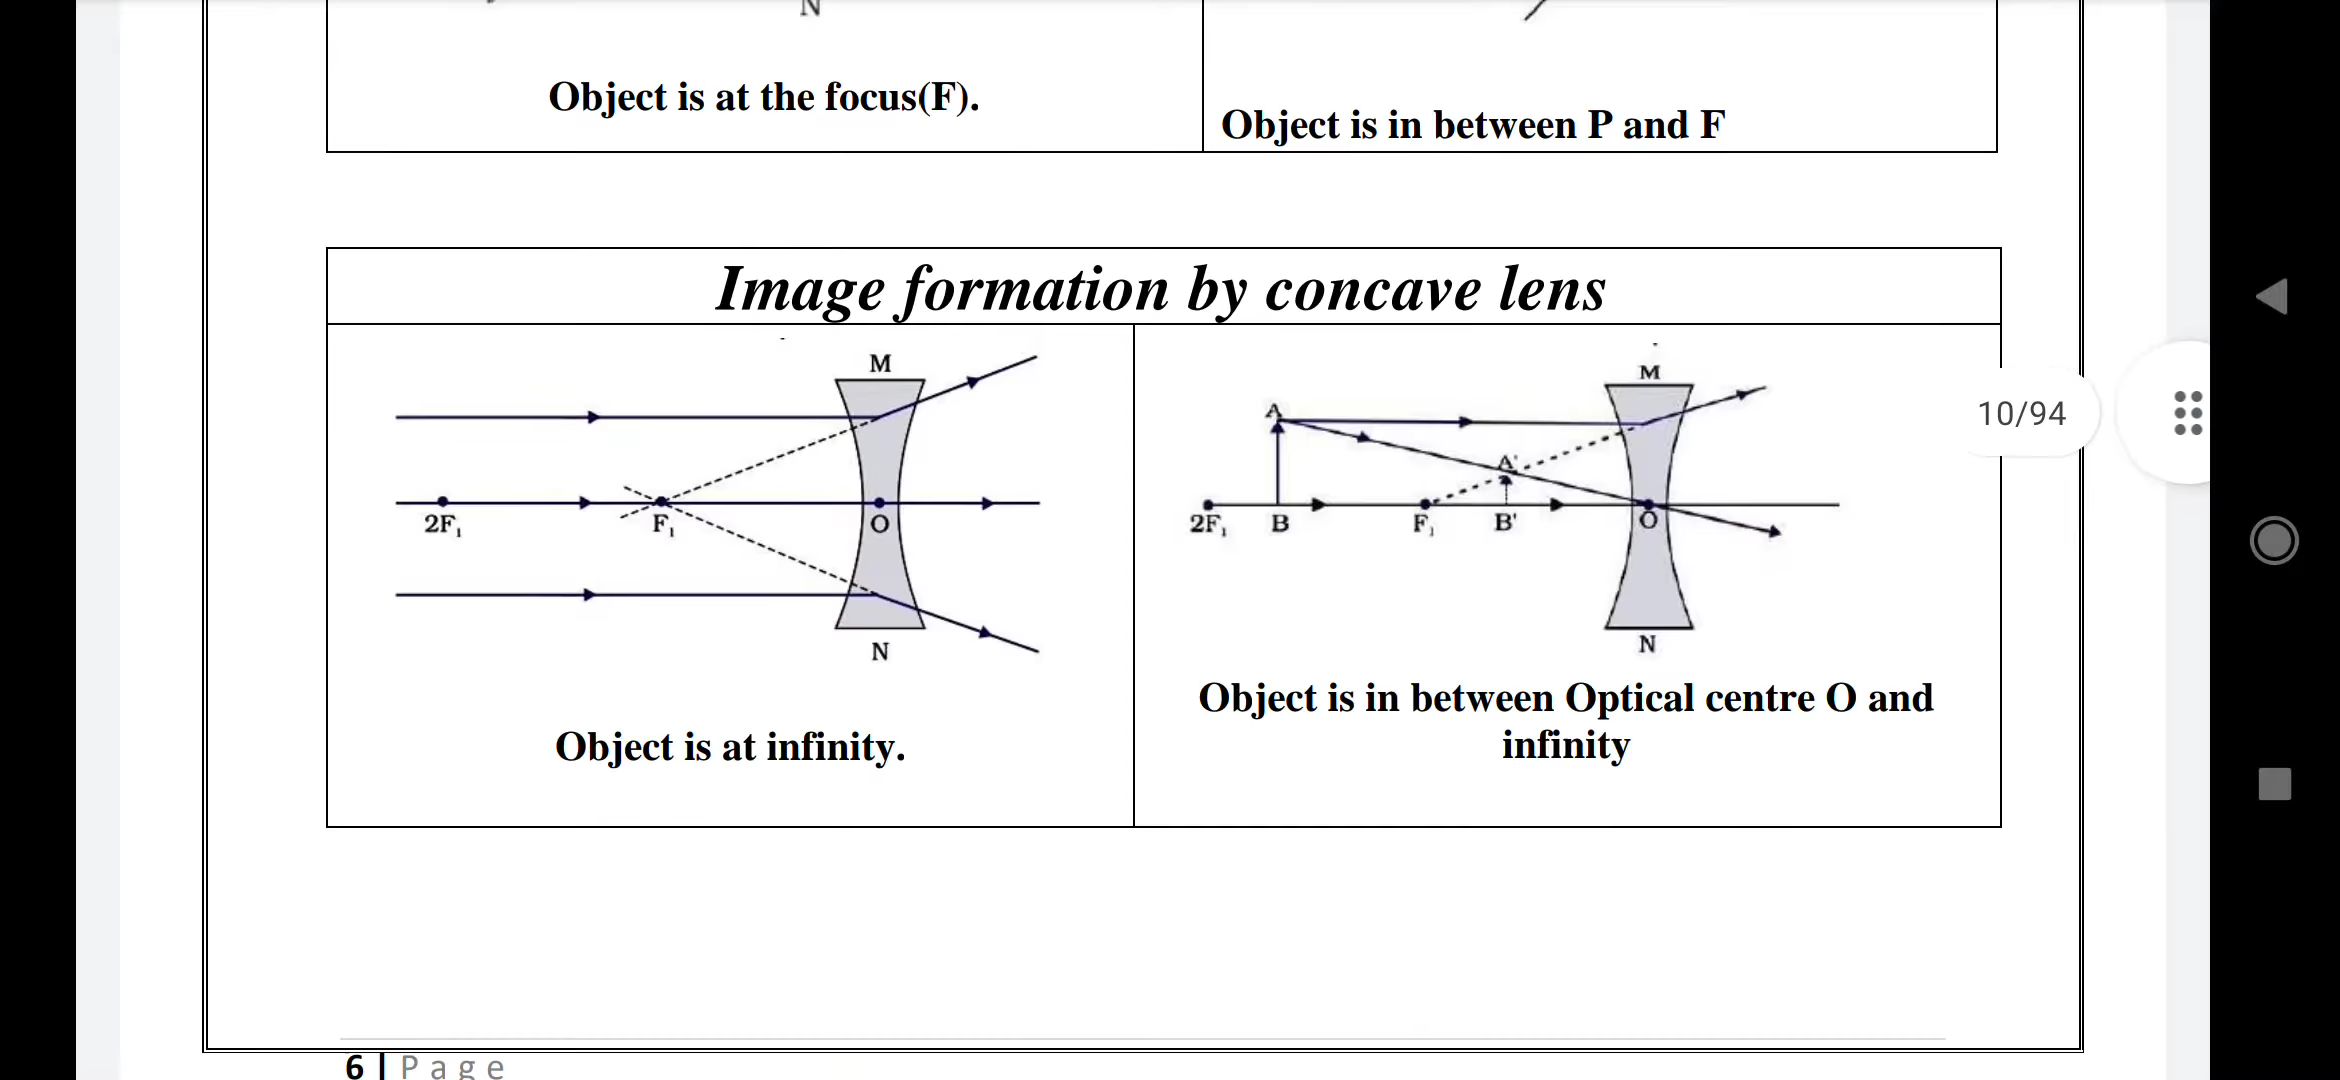 N
Object is at the focus(F).
Object is in between P and F
Image formation by concave lens
M
2F₁
F₁
O
N
Object is at infinity.
M
A
A'
2F₁
B
F₁
B'
O
N
Object is in between Optical centre O and
infinity
10/94
6 | Page